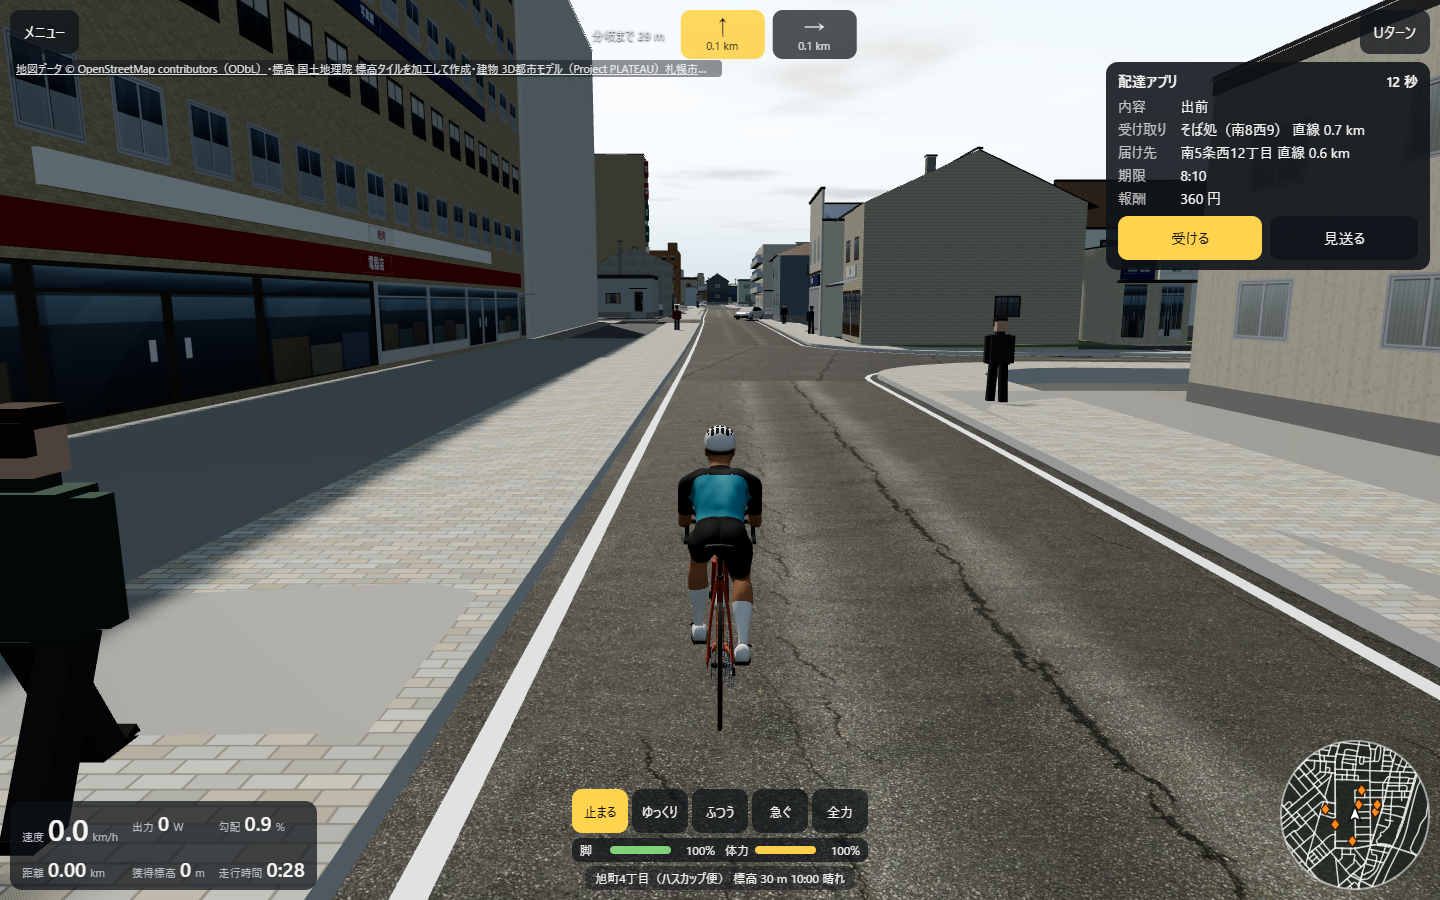 メニュー
分岐まで 29 m
↑
0.1 km
→
0.1 km
Uターン
地図データ © OpenStreetMap contributors（ODbL）・標高 国土地理院 標高タイルを加工して作成・建物 3D都市モデル（Project PLATEAU）札幌市...
配達アプリ 12 秒
内容 出前
受け取り そば処（南8西9） 直線 0.7 km
届け先 南5条西12丁目 直線 0.6 km
期限 8:10
報酬 360 円
受ける 見送る
写真館
焼肉
電器店
止まる ゆっくり ふつう 急ぐ 全力
脚 100% 体力 100%
旭町4丁目（ハスカップ便） 標高 30 m 10:00 晴れ
速度 0.0 km/h 出力 0 W 勾配 0.9 %
距離 0.00 km 獲得標高 0 m 走行時間 0:28